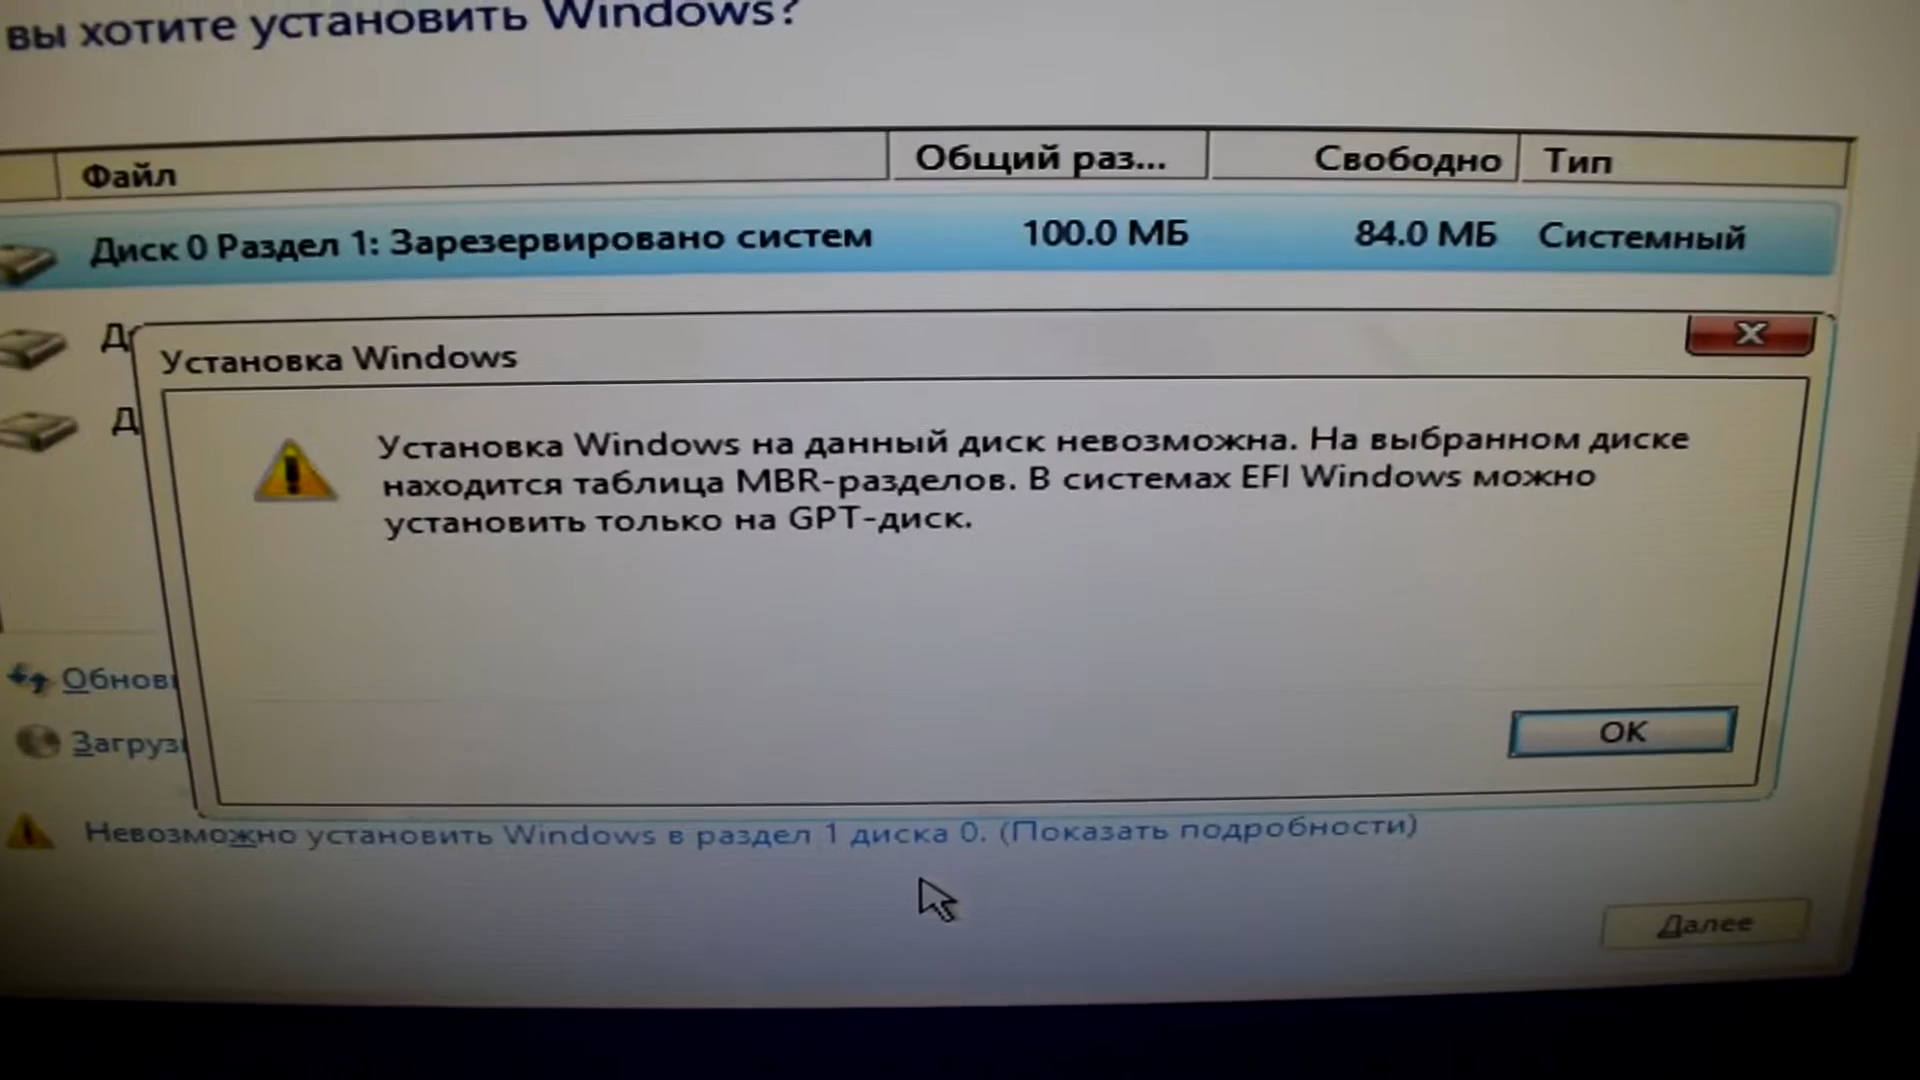 вы хотите установить Windows?
Файл Общий раз... Свободно Тип
Диск 0 Раздел 1: Зарезервировано систем 100.0 МБ 84.0 МБ Системный
Установка Windows
Установка Windows на данный диск невозможна. На выбранном диске
находится таблица MBR-разделов. В системах EFI Windows можно
установить только на GPT-диск.
OK
Невозможно установить Windows в раздел 1 диска 0. (Показать подробности)
Далее